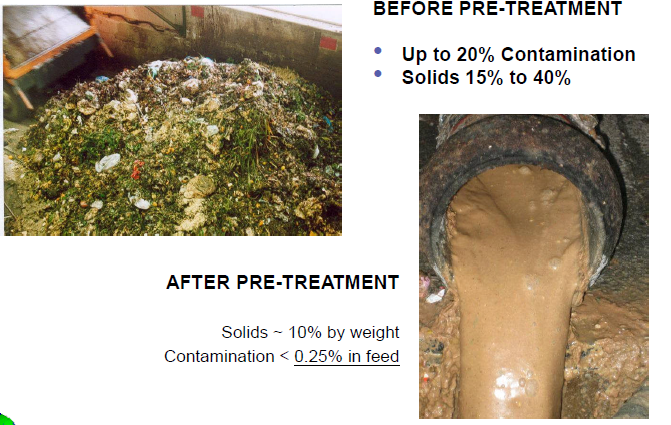 BEFORE PRE-TREATMENT
• Up to 20% Contamination
• Solids 15% to 40%
AFTER PRE-TREATMENT
Solids ~ 10% by weight
Contamination < 0.25% in feed